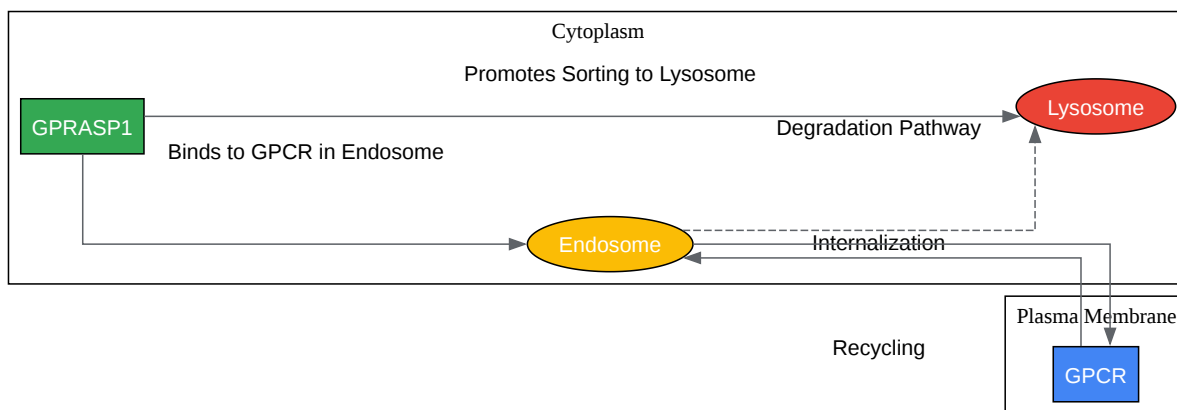 Cytoplasm
Promotes Sorting to Lysosome
GPRASP1
Lysosome
Degradation Pathway
Binds to GPCR in Endosome
Endosome
Internalization
Plasma Membrane
Recycling
GPCR